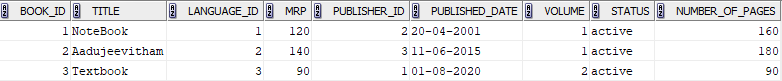 BOOK_ID TITLE LANGUAGE_ID MRP PUBLISHER_ID PUBLISHED_DATE VOLUME STATUS NUMBER_OF_PAGES
1 NoteBook 1 120 2 20-04-2001 1 active 160
2 Aadujeevitham 2 140 3 11-06-2015 1 active 180
3 Textbook 3 90 1 01-08-2020 2 active 90